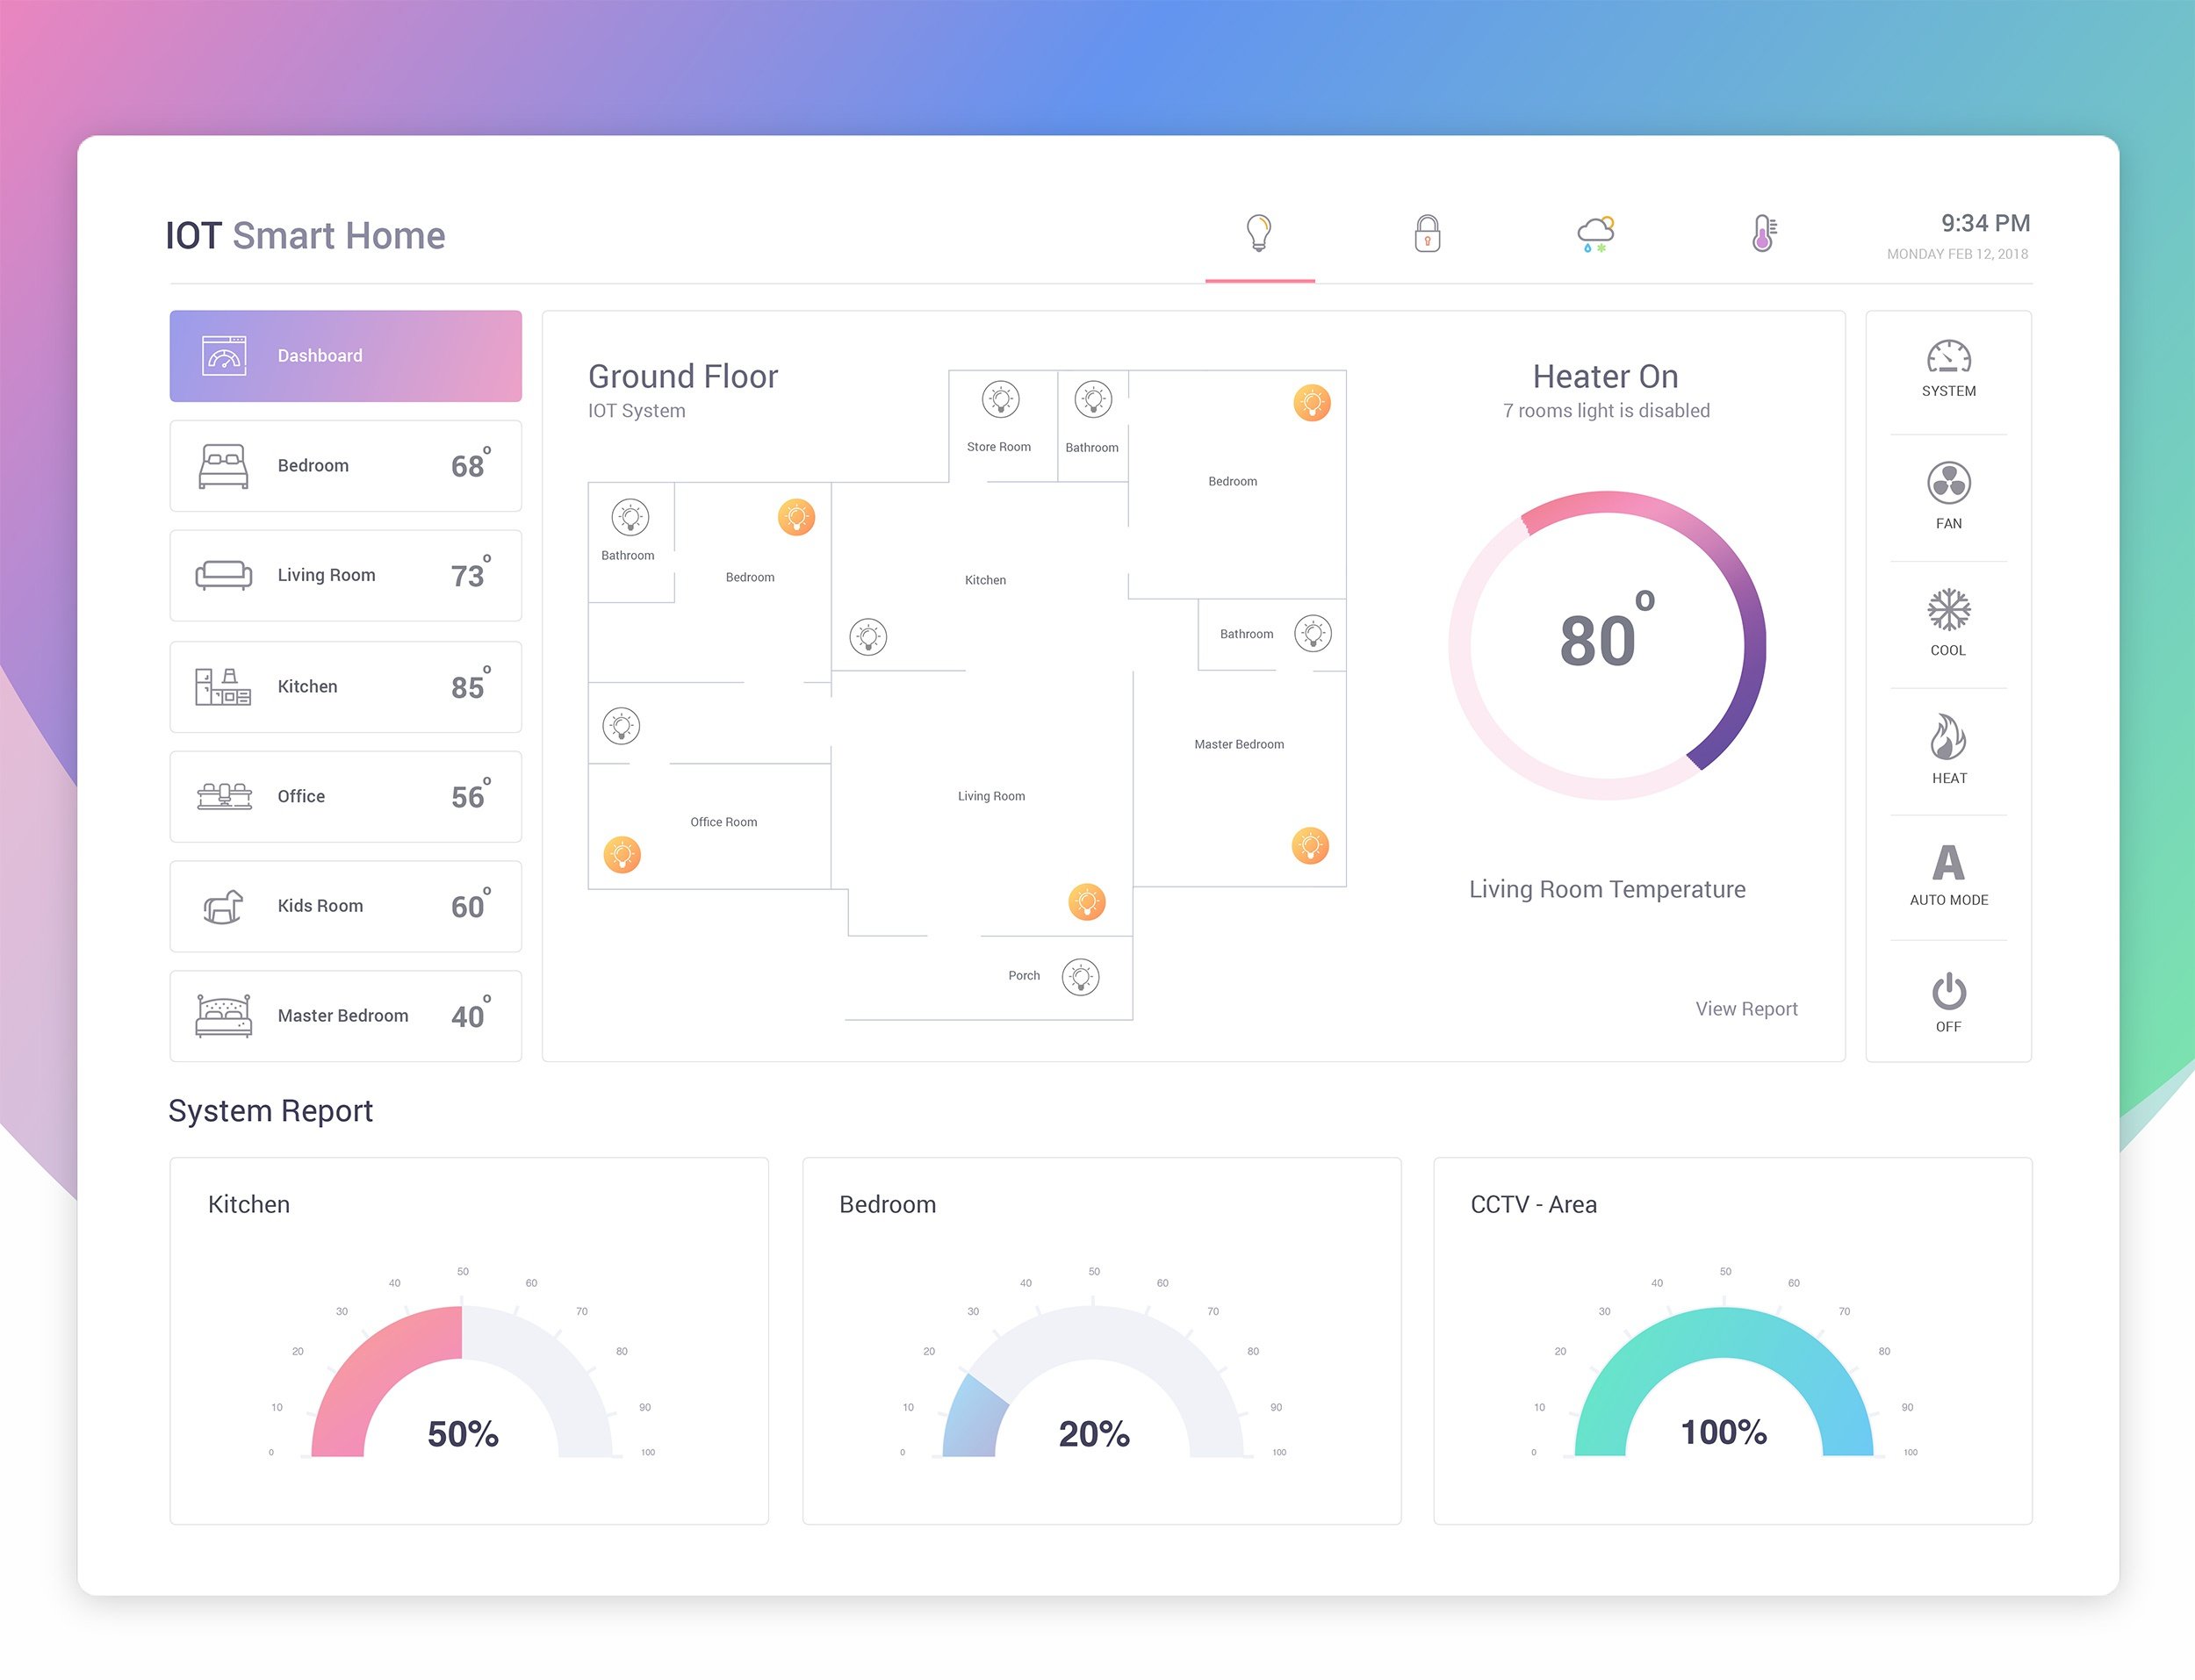 IOT Smart Home
9:34 PM
MONDAY FEB 12, 2018
Dashboard
Bedroom 68°
Living Room 73°
Kitchen 85°
Office 56°
Kids Room 60°
Master Bedroom 40°
Ground Floor
IOT System
Store Room
Bathroom
Bedroom
Bathroom
Bedroom
Kitchen
Bathroom
Master Bedroom
Living Room
Office Room
Porch
Heater On
7 rooms light is disabled
80°
Living Room Temperature
View Report
SYSTEM
FAN
COOL
HEAT
A
AUTO MODE
OFF
System Report
Kitchen
0 10 20 30 40 50 60 70 80 90 100
50%
Bedroom
0 10 20 30 40 50 60 70 80 90 100
20%
CCTV - Area
0 10 20 30 40 50 60 70 80 90 100
100%